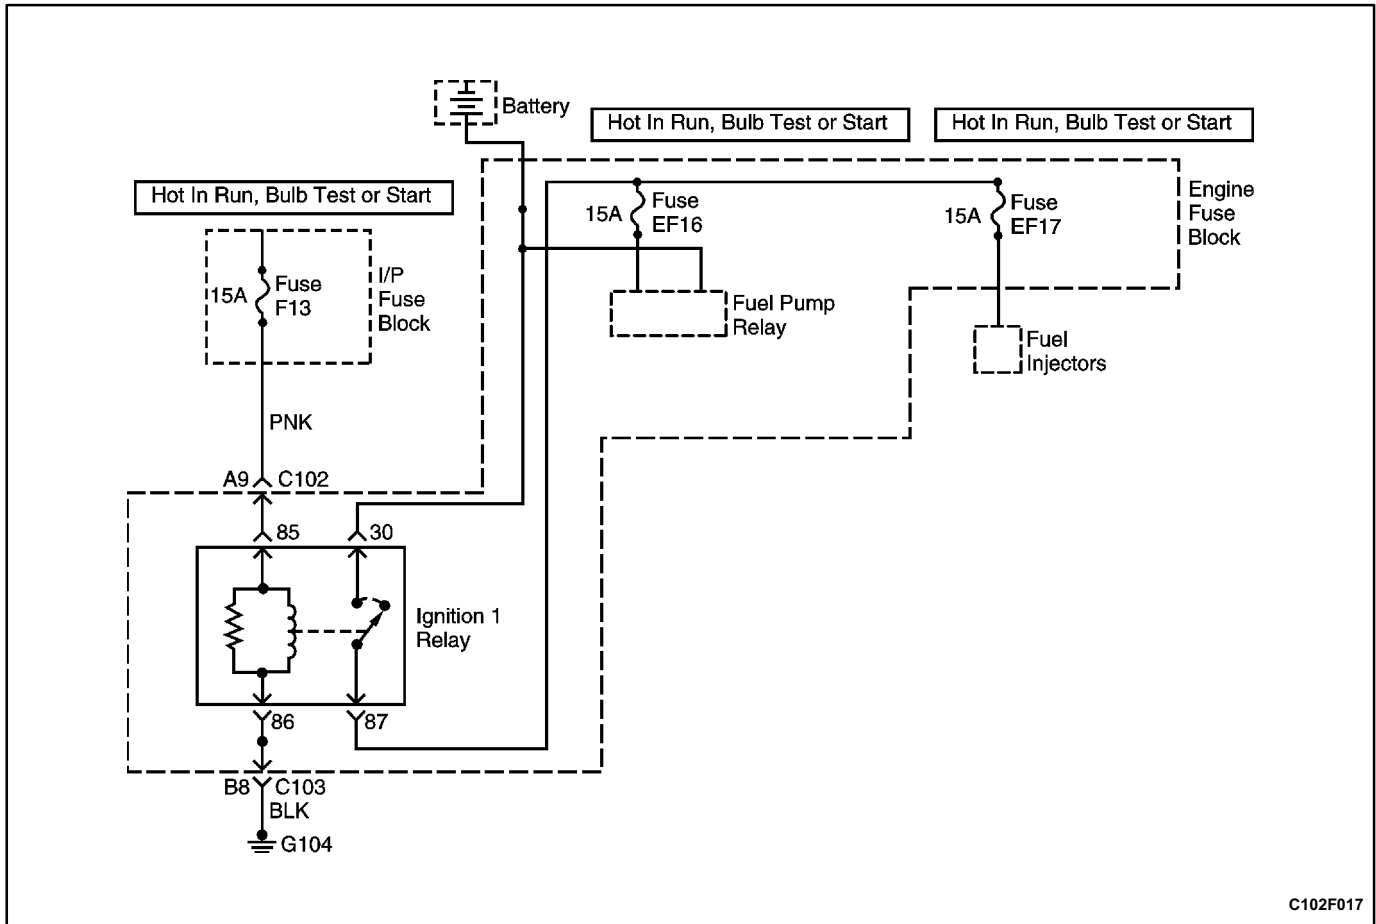 Battery
Hot In Run, Bulb Test or Start
Hot In Run, Bulb Test or Start
Hot In Run, Bulb Test or Start
15A
Fuse
EF16
15A
Fuse
EF17
Engine
Fuse
Block
15A
Fuse
F13
I/P
Fuse
Block
Fuel Pump
Relay
Fuel
Injectors
PNK
A9
C102
85
30
Ignition 1
Relay
86
87
B8
C103
BLK
G104
C102F017